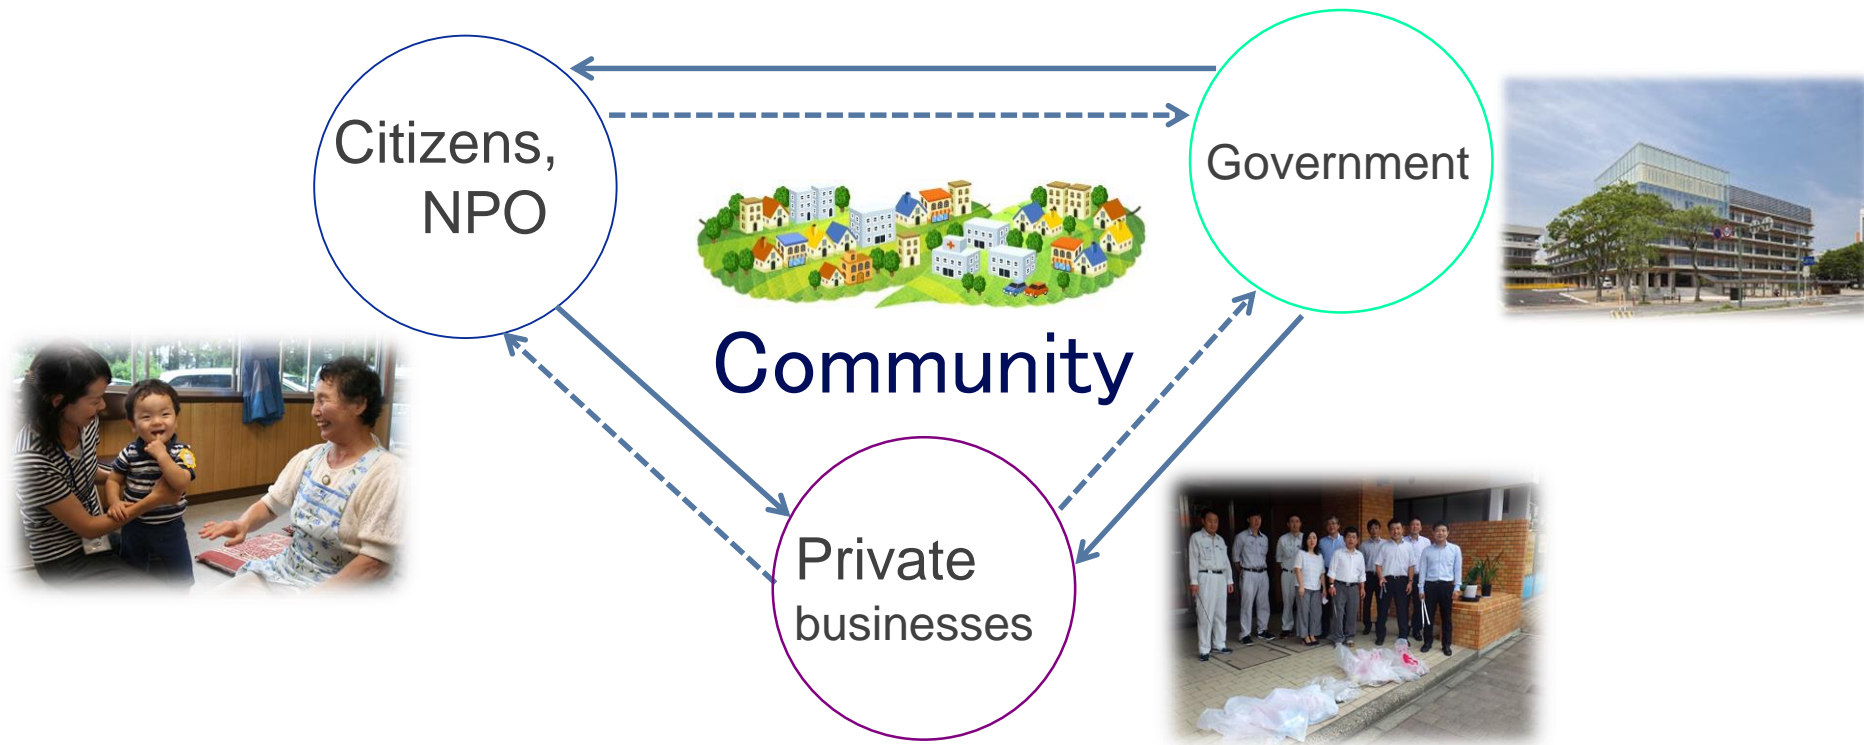 Citizens,
NPO
Government
Community
Private
businesses